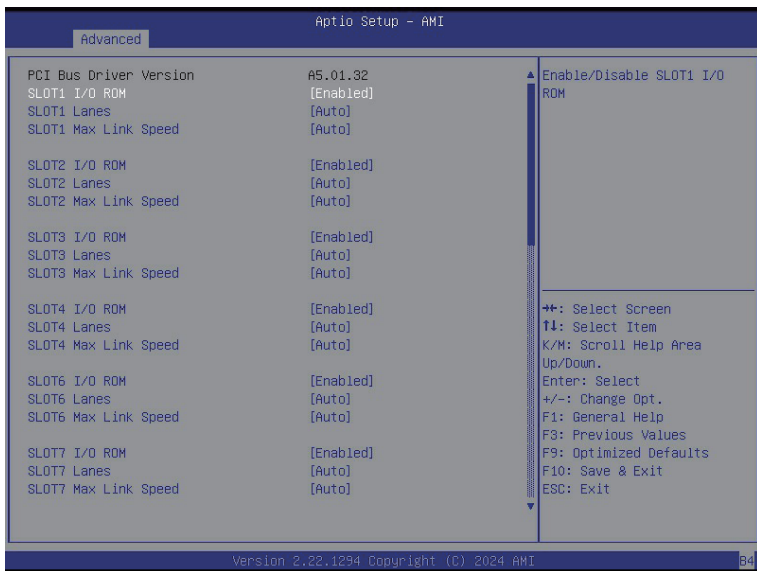 Aptio Setup – AMI
Advanced
PCI Bus Driver Version A5.01.32
SLOT1 I/O ROM [Enabled]
SLOT1 Lanes [Auto]
SLOT1 Max Link Speed [Auto]
SLOT2 I/O ROM [Enabled]
SLOT2 Lanes [Auto]
SLOT2 Max Link Speed [Auto]
SLOT3 I/O ROM [Enabled]
SLOT3 Lanes [Auto]
SLOT3 Max Link Speed [Auto]
SLOT4 I/O ROM [Enabled]
SLOT4 Lanes [Auto]
SLOT4 Max Link Speed [Auto]
SLOT6 I/O ROM [Enabled]
SLOT6 Lanes [Auto]
SLOT6 Max Link Speed [Auto]
SLOT7 I/O ROM [Enabled]
SLOT7 Lanes [Auto]
SLOT7 Max Link Speed [Auto]
Enable/Disable SLOT1 I/O
ROM
→←: Select Screen
↑↓: Select Item
K/M: Scroll Help Area
Up/Down.
Enter: Select
+/-: Change Opt.
F1: General Help
F3: Previous Values
F9: Optimized Defaults
F10: Save & Exit
ESC: Exit
Version 2.22.1294 Copyright (C) 2024 AMI
B4